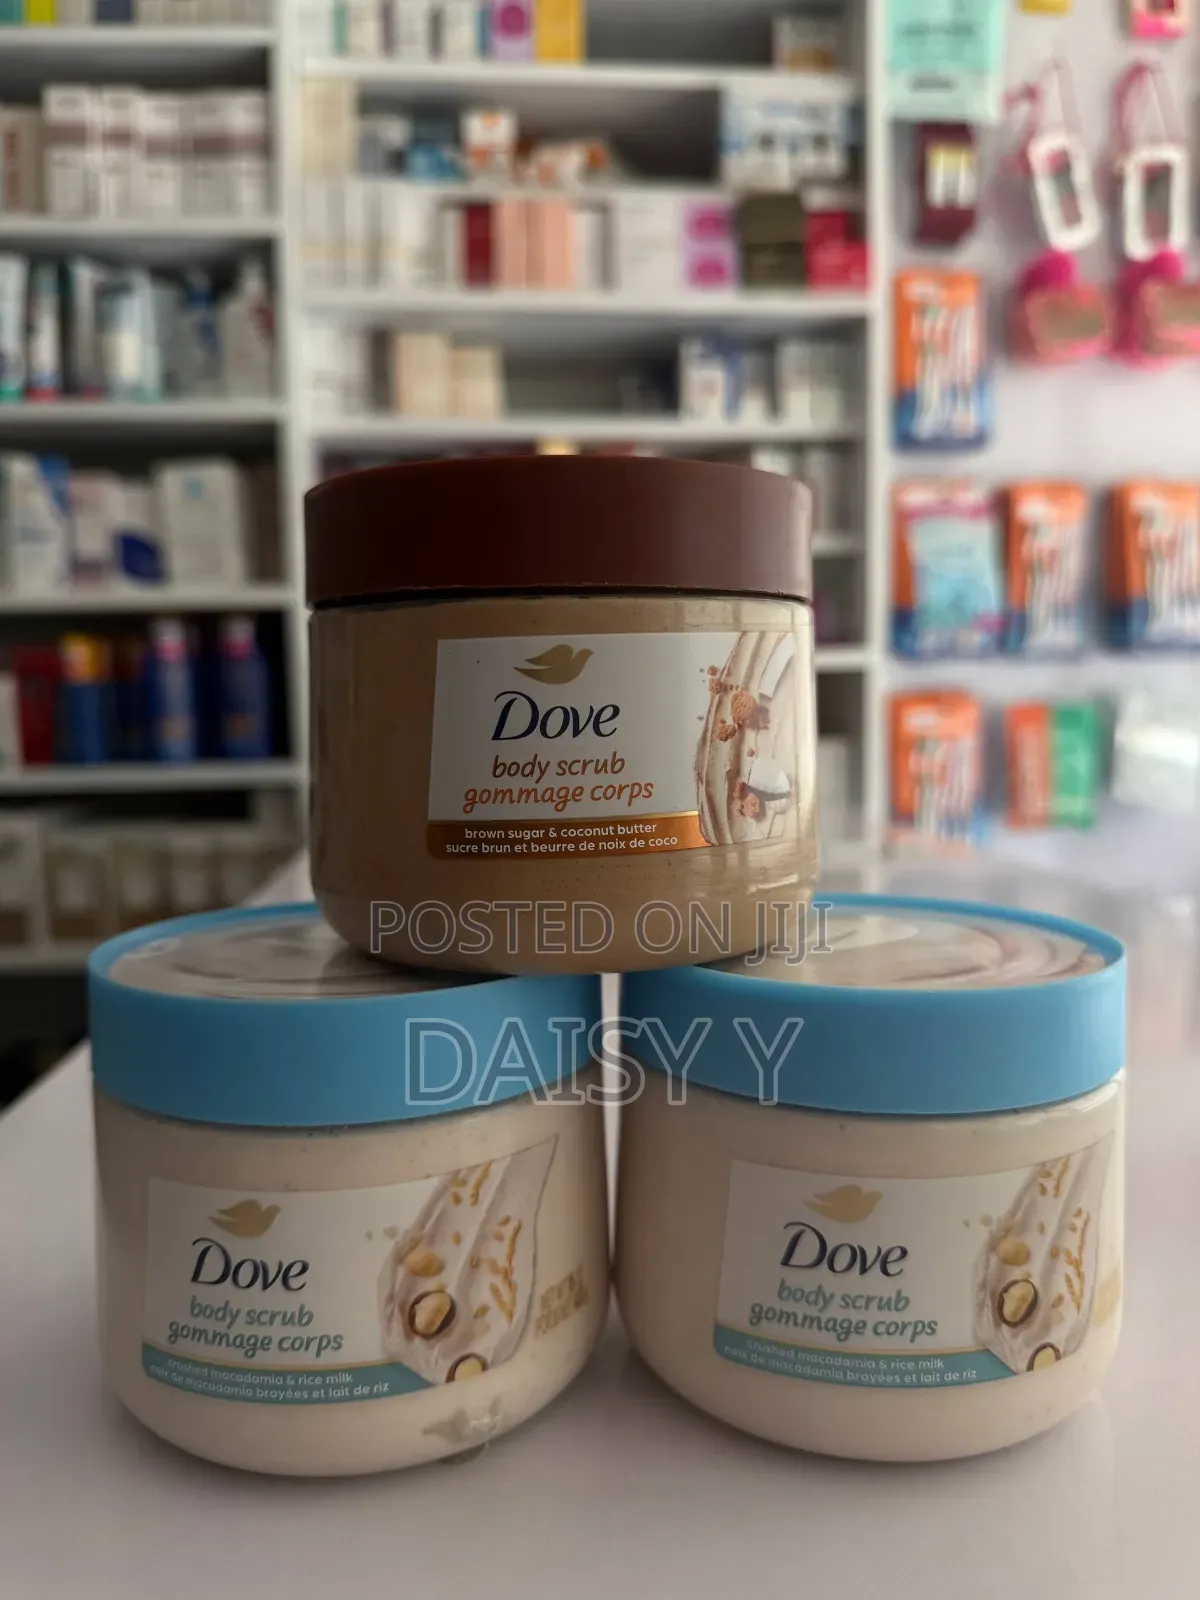 Dove
body scrub
gommage corps
brown sugar & coconut butter
sucre brun et beurre de noix de coco
POSTED ON JIJI
DAISY Y
Dove
body scrub
gommage corps
crushed macadamia & rice milk
noix de macadamia broyées et lait de riz
Dove
body scrub
gommage corps
crushed macadamia & rice milk
noix de macadamia broyées et lait de riz